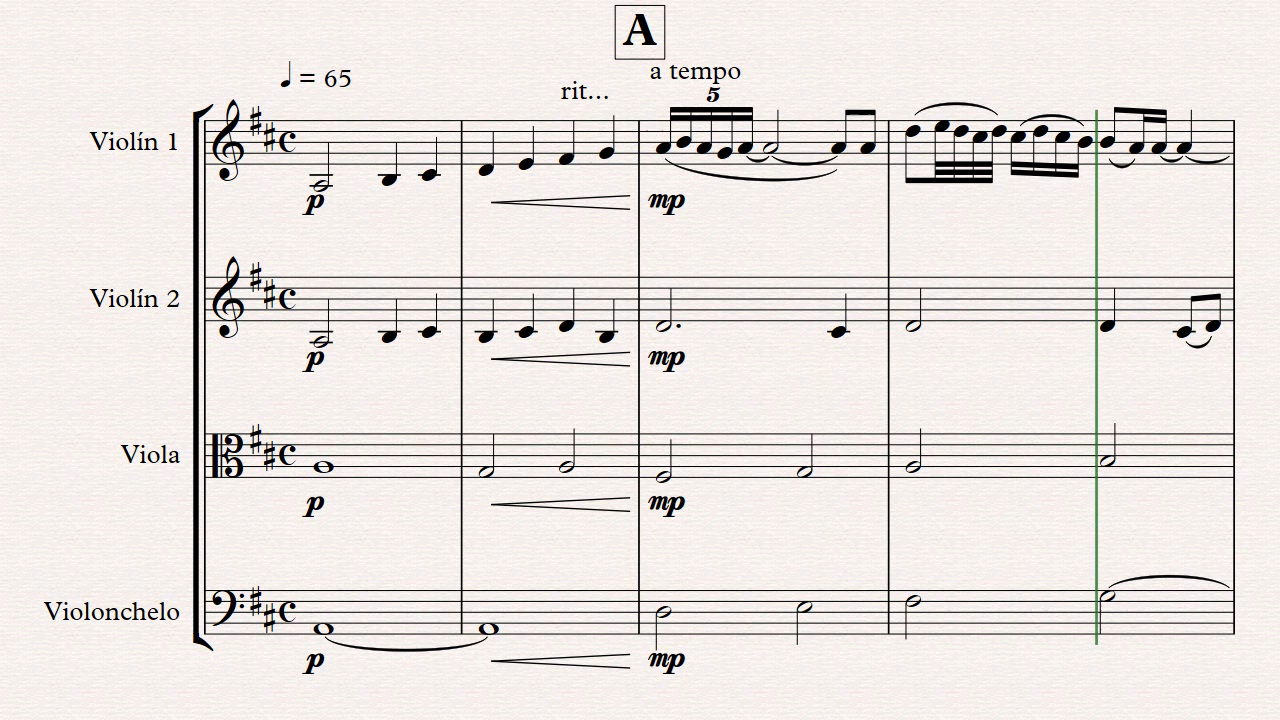 A
a tempo
♩ = 65
rit...
5
Violín 1
p
mp
Violín 2
p
mp
Viola
p
mp
Violonchelo
p
mp